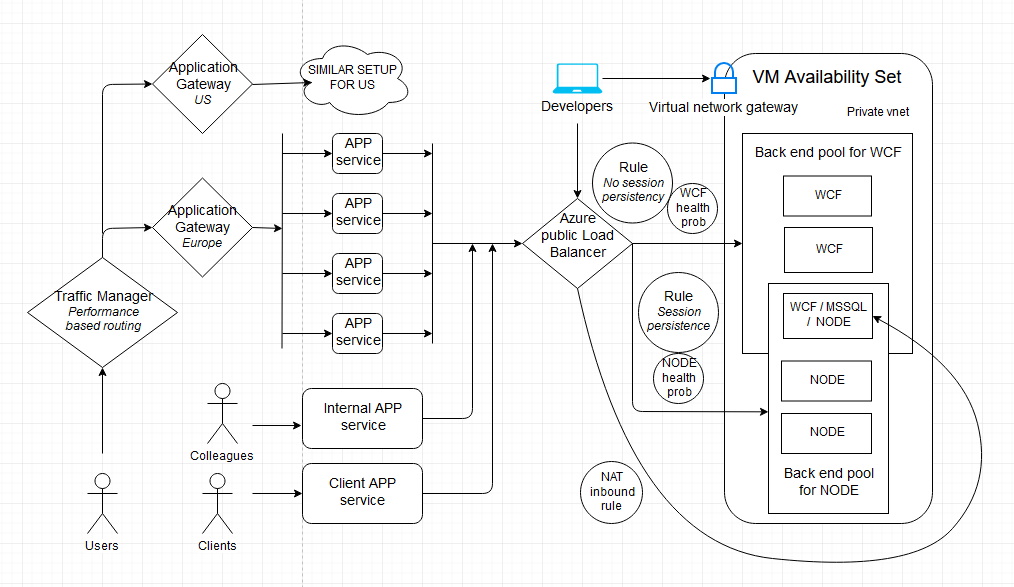 Application
Gateway
US
SIMILAR SETUP
FOR US
Developers
Virtual network gateway
VM Availability Set
Private vnet
APP
service
APP
service
APP
service
APP
service
Application
Gateway
Europe
Traffic Manager
Performance
based routing
Rule
No session
persistency
WCF
health
prob
Azure
public Load
Balancer
Rule
Session
persistence
NODE
health
prob
NAT
inbound
rule
Back end pool for WCF
WCF
WCF
WCF / MSSQL
/ NODE
NODE
NODE
Back end pool
for NODE
Colleagues
Internal APP
service
Client APP
service
Users
Clients